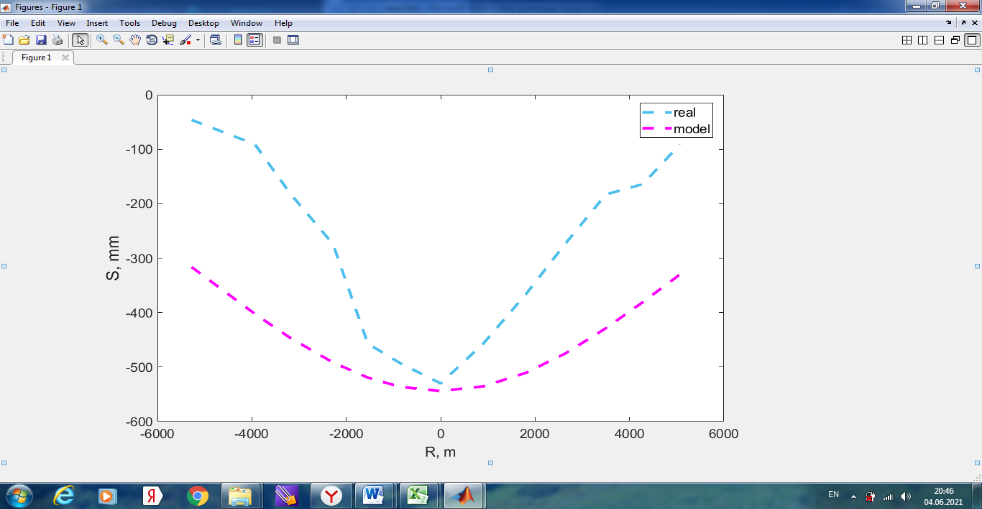 Figures - Figure 1
File Edit View Insert Tools Debug Desktop Window Help
Figure 1
0
-100
-200
-300
-400
-500
-600
S, mm
real
model
-6000 -4000 -2000 0 2000 4000 6000
R, m
EN
20:46
04.06.2021